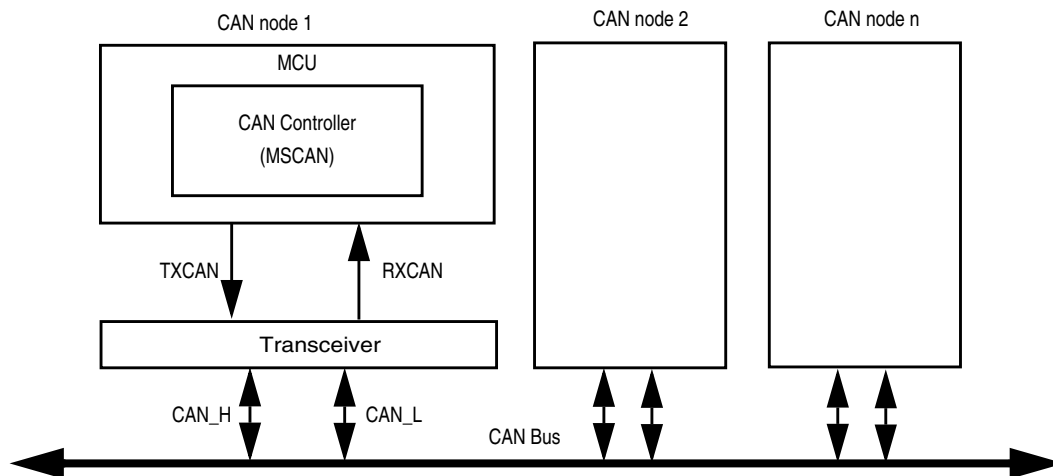 CAN node 1
CAN node 2
CAN node n
MCU
CAN Controller
(MSCAN)
TXCAN
RXCAN
Transceiver
CAN_H
CAN_L
CAN Bus